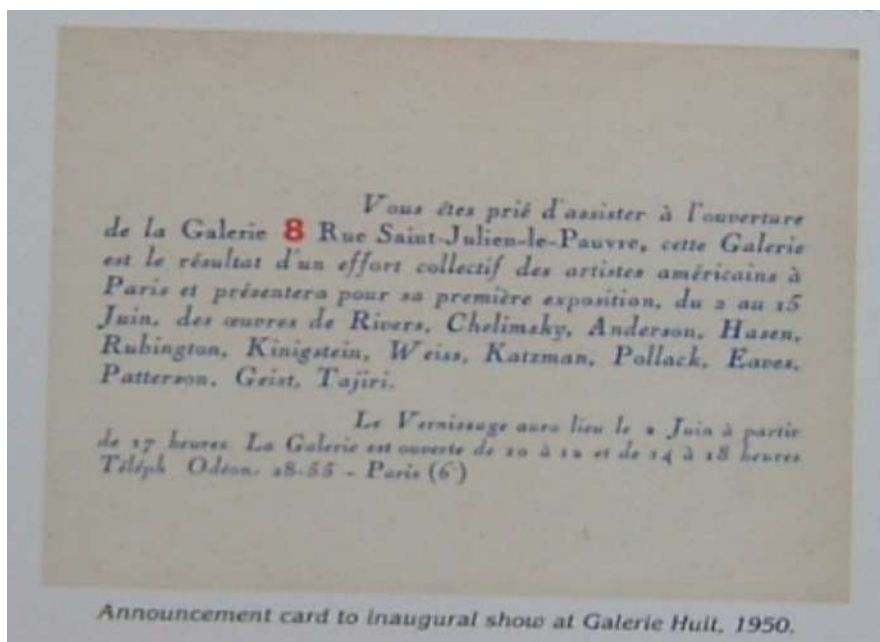 Vous êtes prié d'assister à l'ouverture
de la Galerie 8 Rue Saint-Julien-le-Pauvre, cette Galerie
est le résultat d'un effort collectif des artistes américains à
Paris et présentera pour sa première exposition, du 2 au 15
Juin, des œuvres de Rivers, Chelimsky, Anderson, Hasen,
Rubington, Kinigstein, Weiss, Katzman, Pollack, Eaves,
Patterson, Geist, Tajiri.
Le Vernissage aura lieu le 2 Juin à partir
de 17 heures. La Galerie est ouverte de 10 à 12 et de 14 à 18 heures
Téléph Odéon: 28-55 - Paris (6e)
Announcement card to inaugural show at Galerie Huit, 1950.